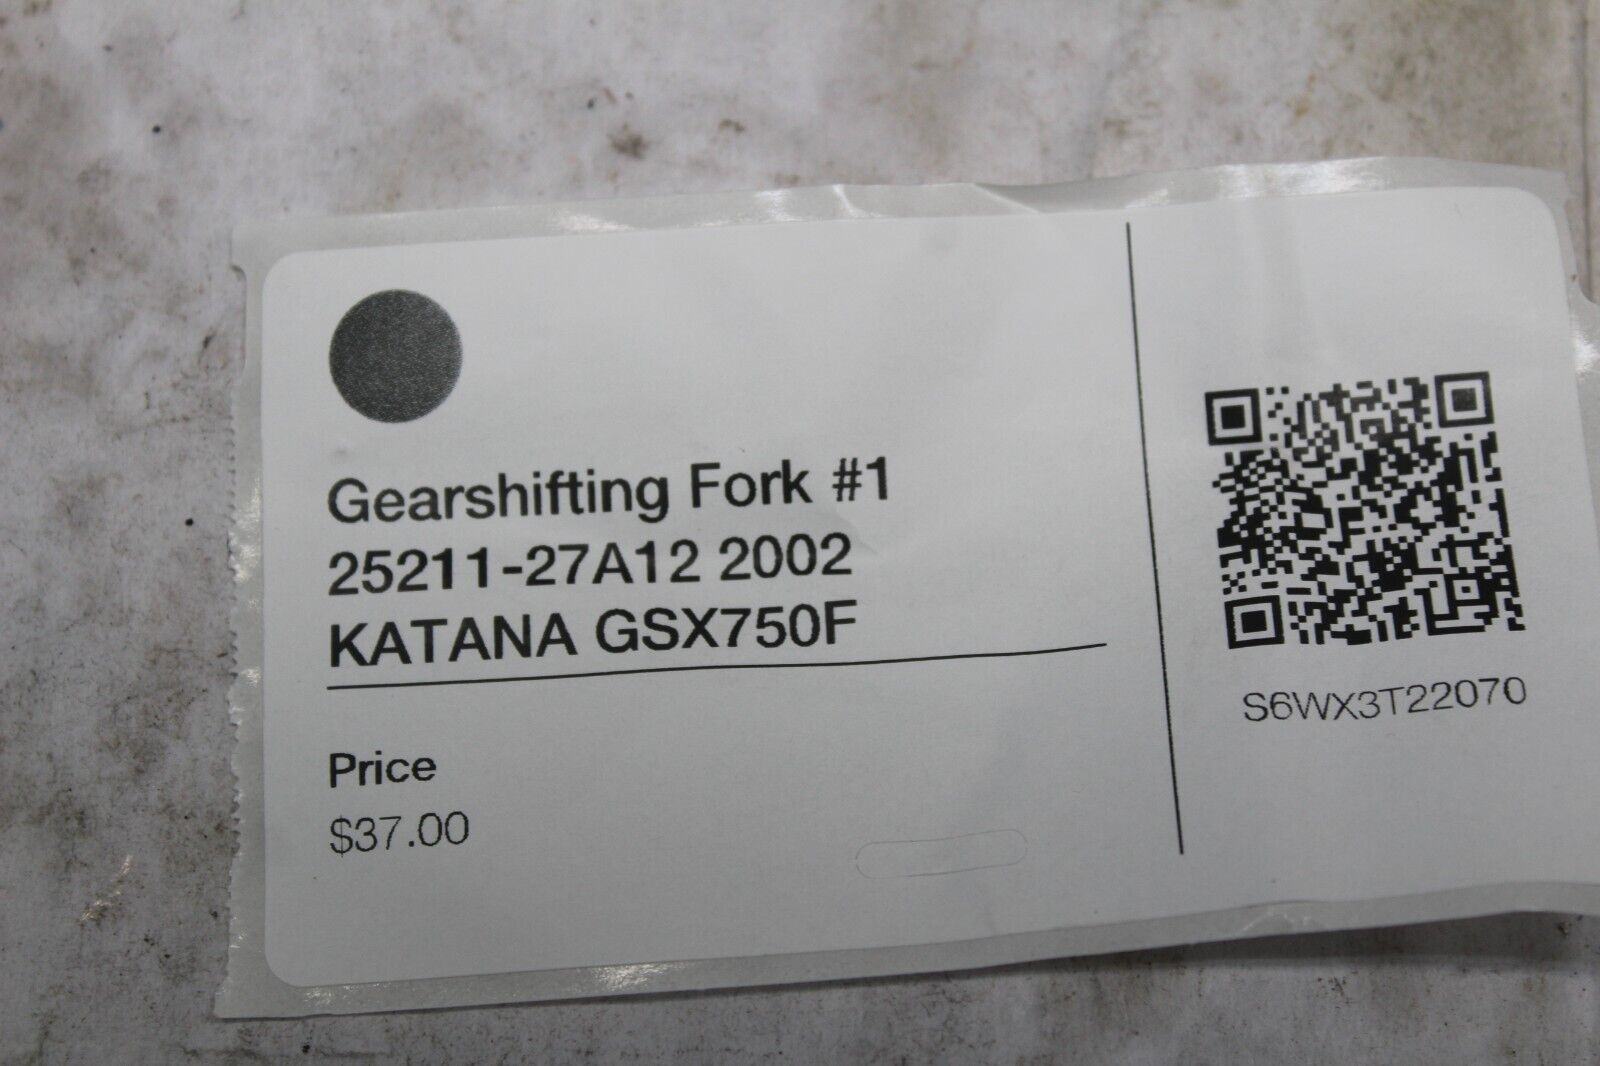 Gearshifting Fork #1
25211-27A12 2002
KATANA GSX750F
Price
$37.00
S6WX3T22070